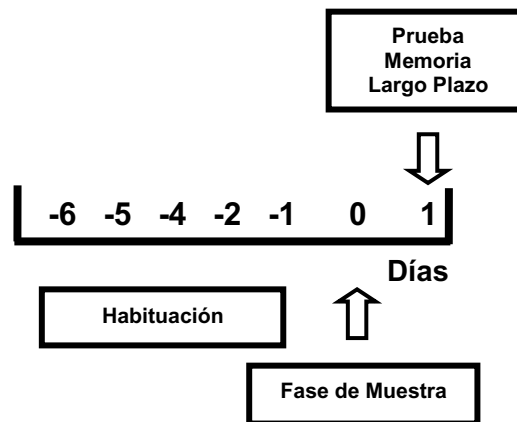 Prueba
Memoria
Largo Plazo
-6 -5 -4 -2 -1 0 1
Días
Habituación
Fase de Muestra